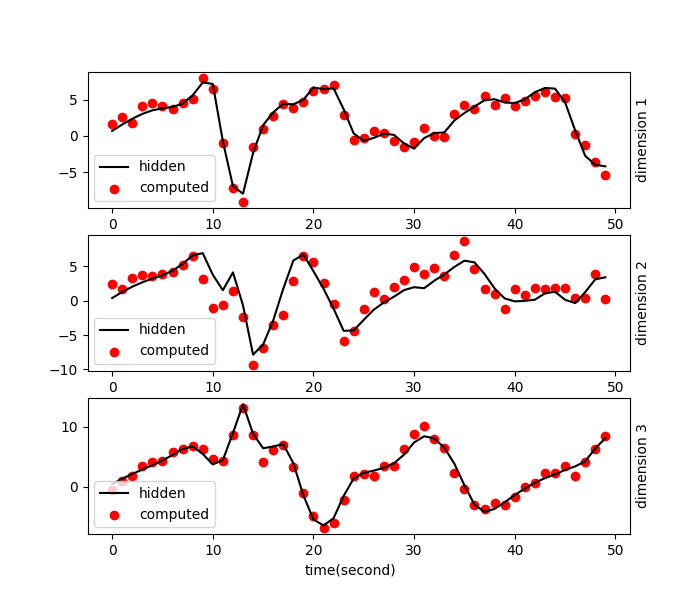 5
0
−5
hidden
computed
0 10 20 30 40 50
dimension 1
5
0
−5
−10
hidden
computed
0 10 20 30 40 50
dimension 2
10
0
hidden
computed
0 10 20 30 40 50
dimension 3
time(second)